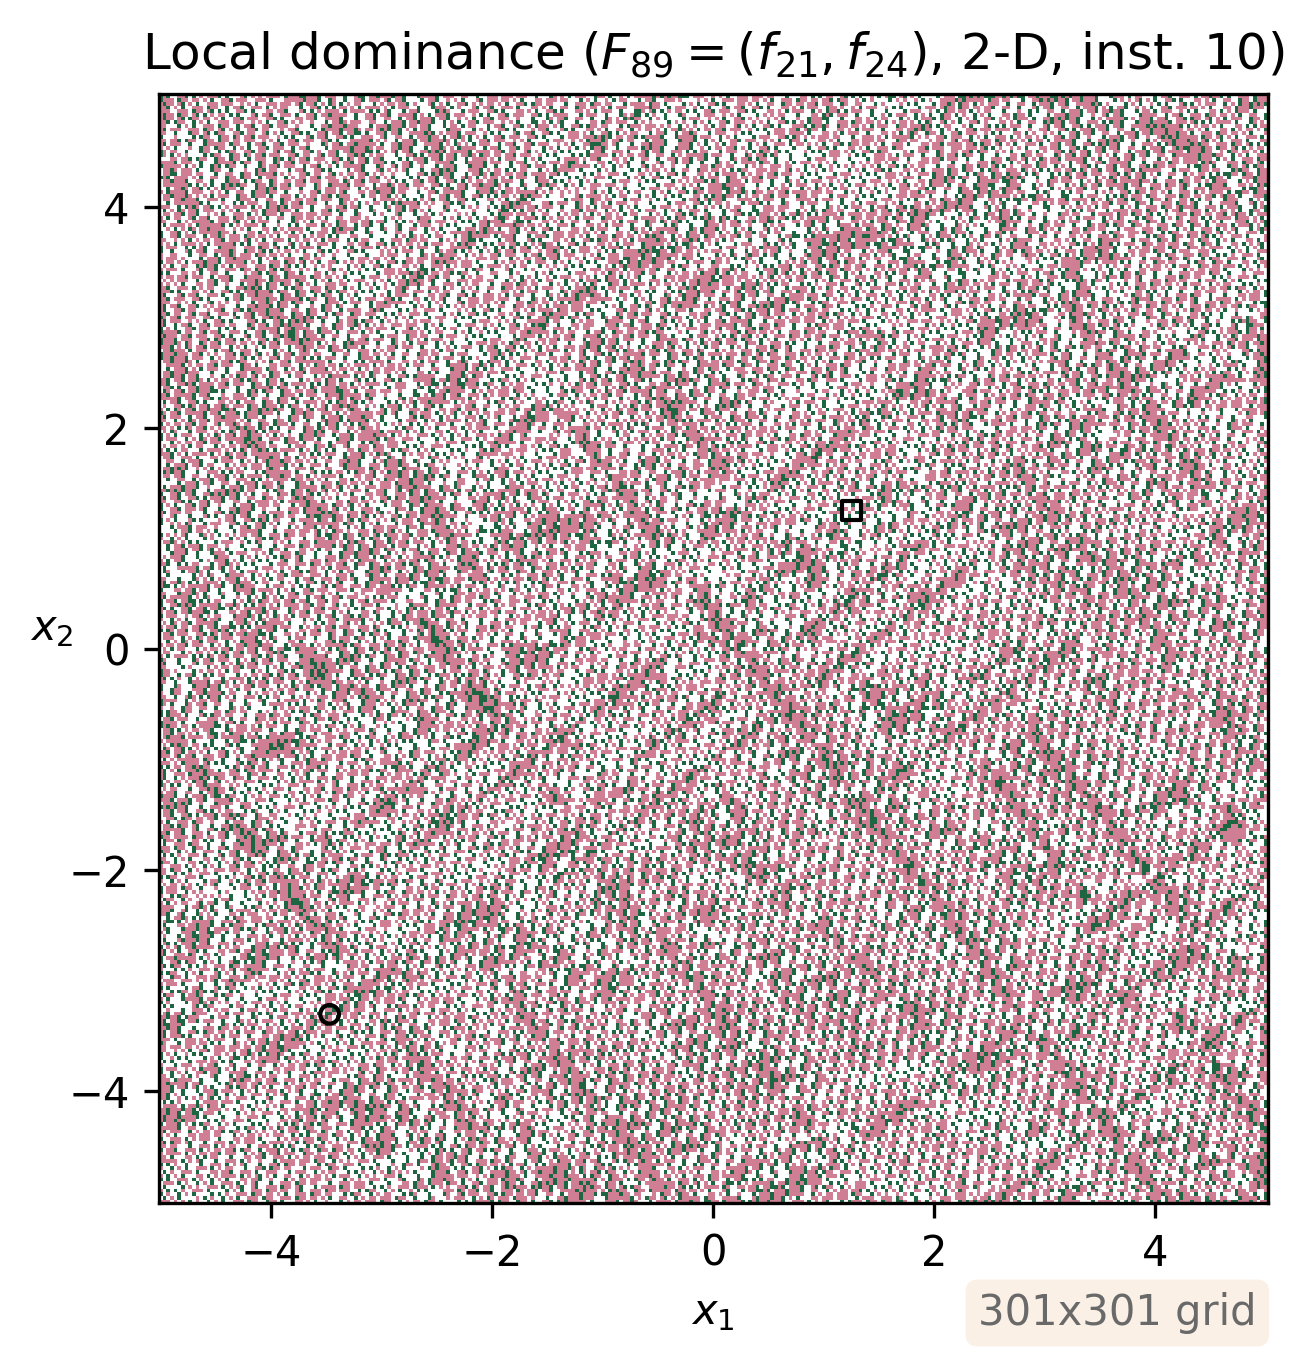 Local dominance (F₈₉ = (f₂₁, f₂₄), 2-D, inst. 10)
4
2
x₂
0
−2
−4
−4 −2 0 2 4
x₁
301x301 grid